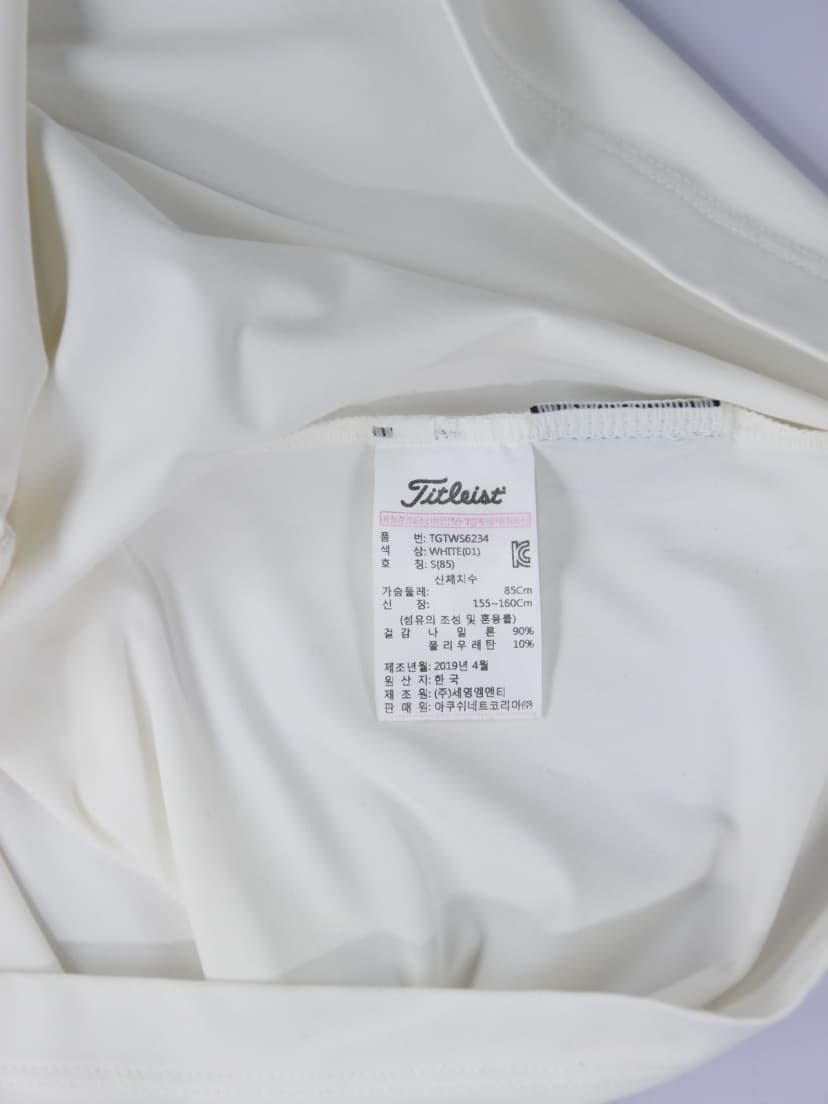 Titleist
품 번: TGTWS6234
색 상: WHITE(01)
호 칭: S(85)
신체치수
가슴둘레: 85Cm
신 장: 155~160Cm
(섬유의 조성 및 혼용률)
겉감 나 일 론 90%
폴 리 우 레 탄 10%
제조년월: 2019년 4월
원 산 지: 한 국
제 조 원: (주)세영엠엔티
판 매 원: 아쿠쉬네트코리아㈜